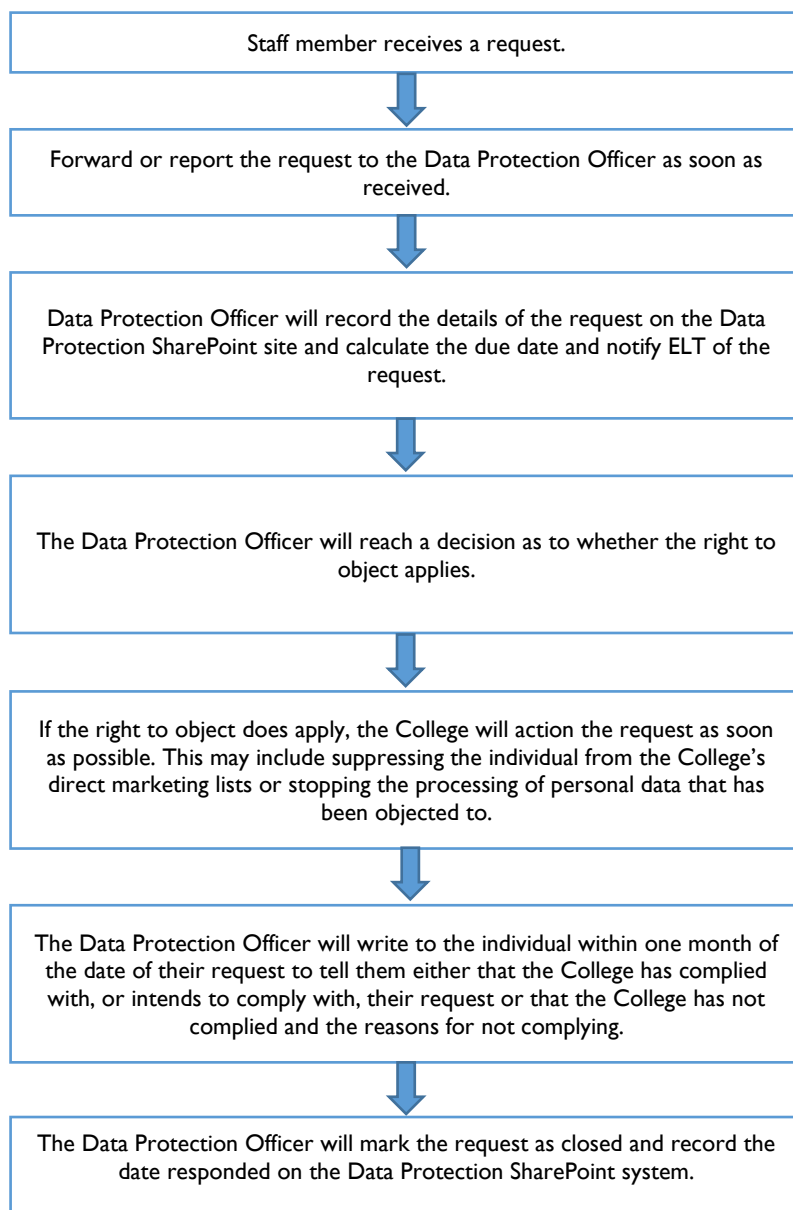 Staff member receives a request.
Forward or report the request to the Data Protection Officer as soon as
received.
Data Protection Officer will record the details of the request on the Data
Protection SharePoint site and calculate the due date and notify ELT of the
request.
The Data Protection Officer will reach a decision as to whether the right to
object applies.
If the right to object does apply, the College will action the request as soon
as possible. This may include suppressing the individual from the College’s
direct marketing lists or stopping the processing of personal data that has
been objected to.
The Data Protection Officer will write to the individual within one month of
the date of their request to tell them either that the College has complied
with, or intends to comply with, their request or that the College has not
complied and the reasons for not complying.
The Data Protection Officer will mark the request as closed and record the
date responded on the Data Protection SharePoint system.